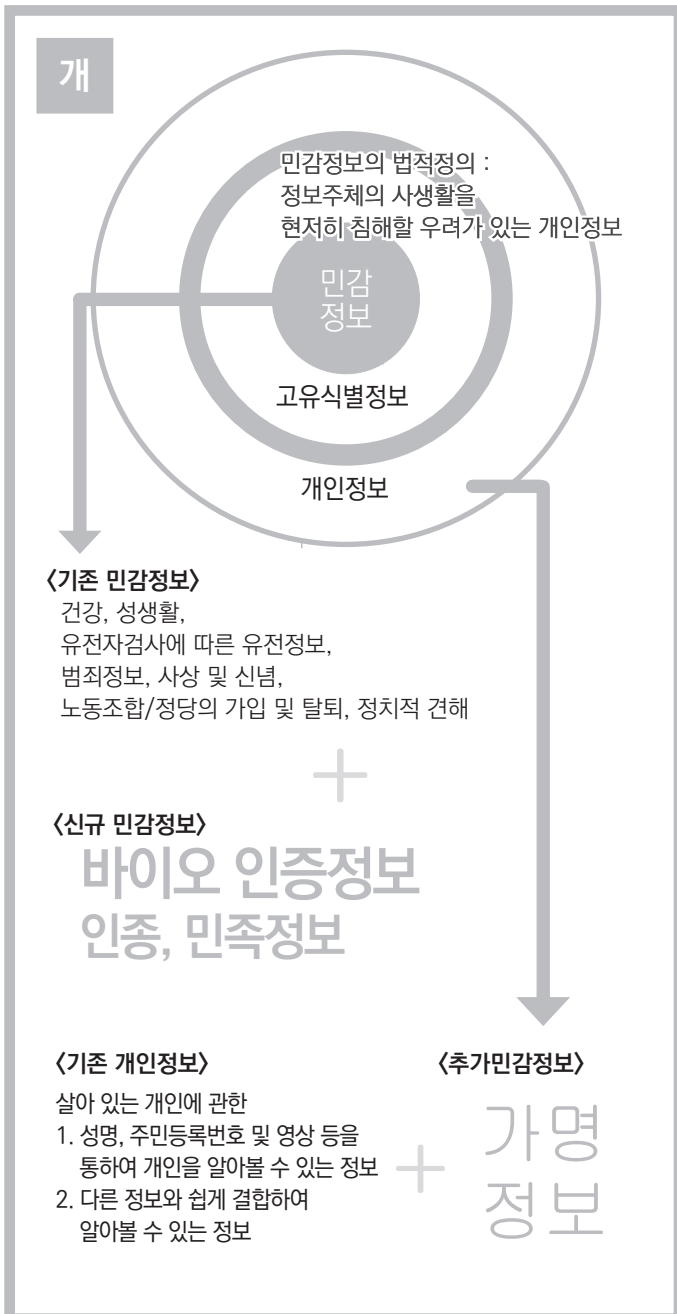 개
민감정보의 법적정의 :
정보주체의 사생활을
현저히 침해할 우려가 있는 개인정보
민감
정보
고유식별정보
개인정보
〈기존 민감정보〉
건강, 성생활,
유전자검사에 따른 유전정보,
범죄정보, 사상 및 신념,
노동조합/정당의 가입 및 탈퇴, 정치적 견해
+
〈신규 민감정보〉
바이오 인증정보
인종, 민족정보
〈기존 개인정보〉
살아 있는 개인에 관한
1. 성명, 주민등록번호 및 영상 등을
통하여 개인을 알아볼 수 있는 정보
2. 다른 정보와 쉽게 결합하여
알아볼 수 있는 정보
+
〈추가민감정보〉
가명
정보